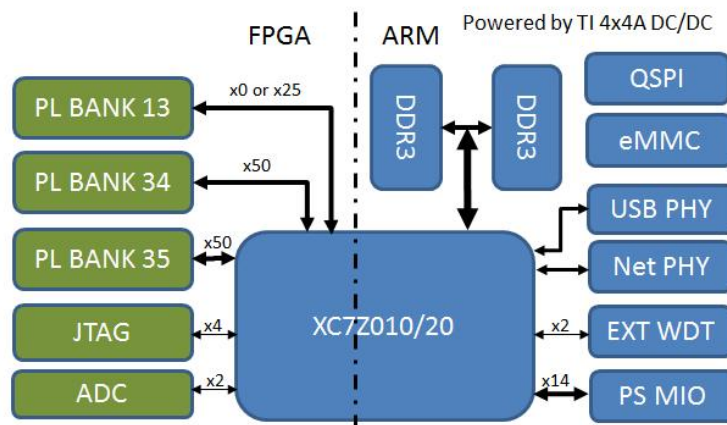 FPGA
ARM
Powered by TI 4x4A DC/DC
PL BANK 13
x0 or x25
DDR3
DDR3
QSPI
eMMC
PL BANK 34
x50
USB PHY
PL BANK 35
x50
Net PHY
XC7Z010/20
JTAG
x4
x2
EXT WDT
ADC
x2
x14
PS MIO